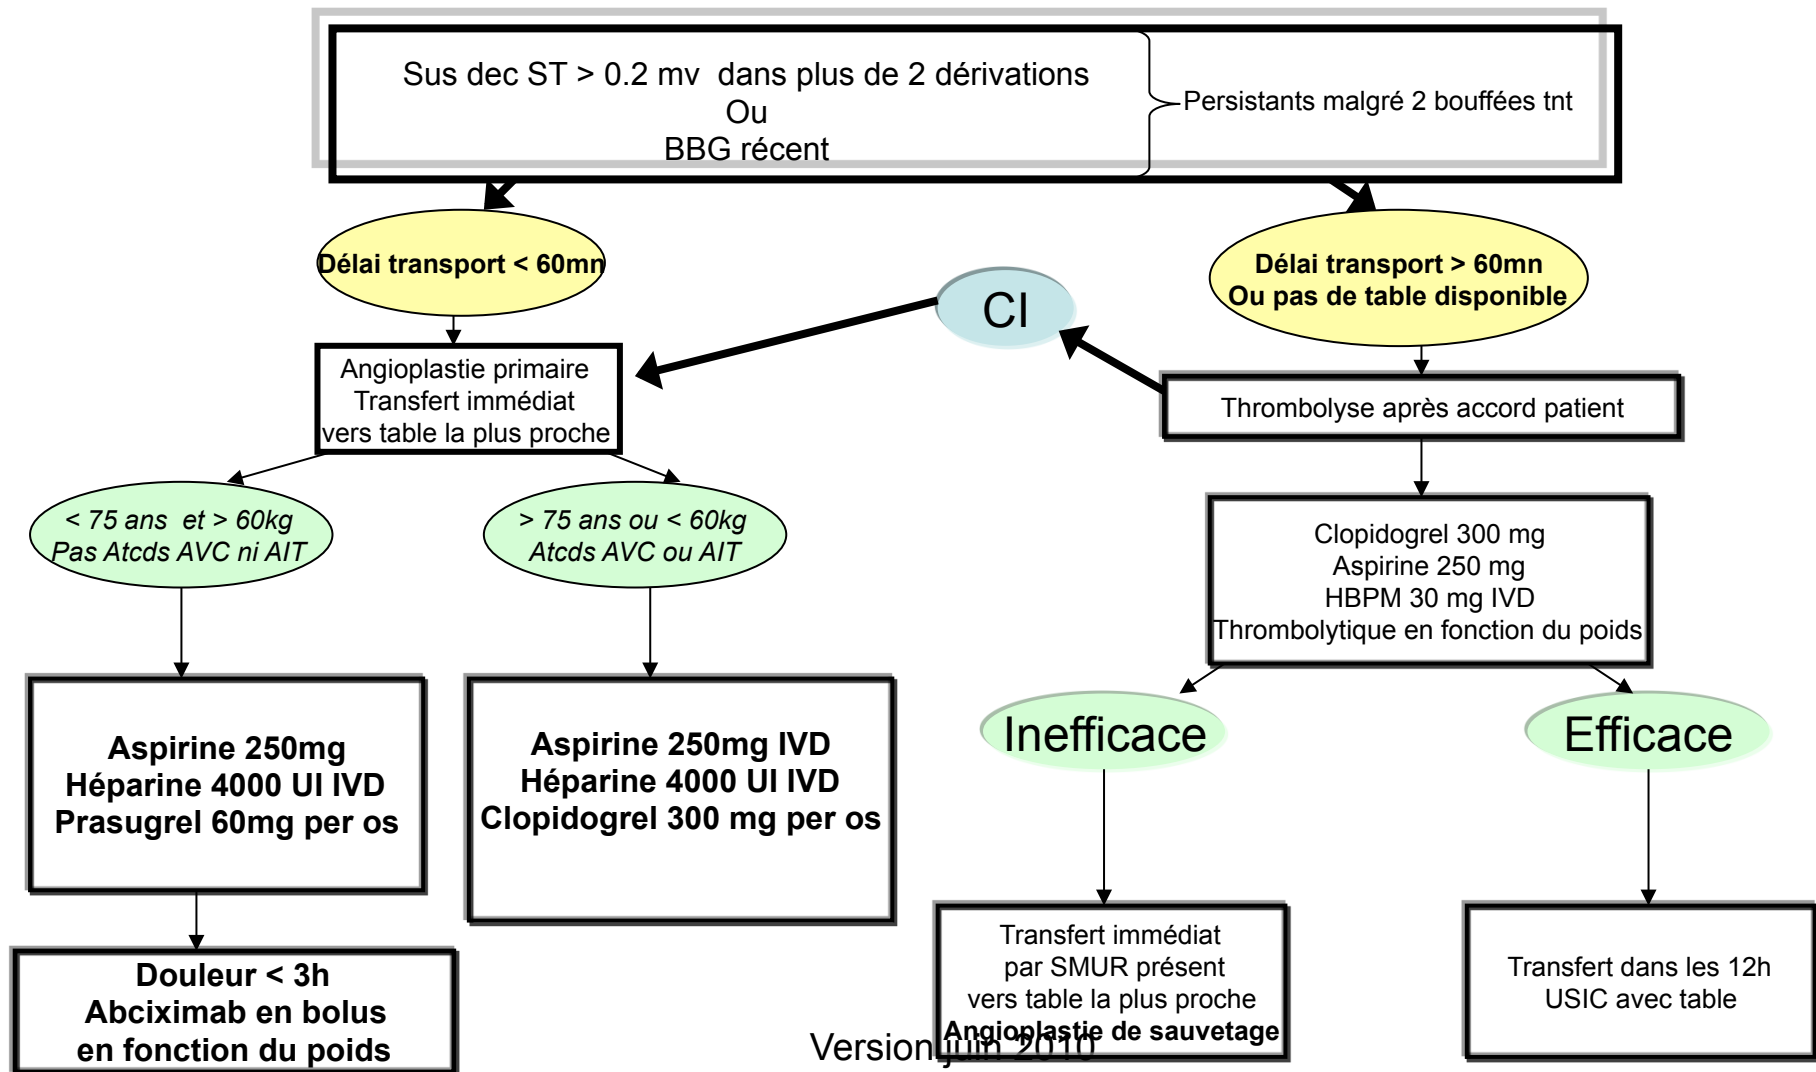 Sus dec ST > 0.2 mv dans plus de 2 dérivations
Ou
BBG récent
Persistants malgré 2 bouffées tnt
Délai transport < 60mn
Délai transport > 60mn
Ou pas de table disponible
CI
Angioplastie primaire
Transfert immédiat
vers table la plus proche
Thrombolyse après accord patient
< 75 ans et > 60kg
Pas Atcds AVC ni AIT
> 75 ans ou < 60kg
Atcds AVC ou AIT
Clopidogrel 300 mg
Aspirine 250 mg
HBPM 30 mg IVD
Thrombolytique en fonction du poids
Aspirine 250mg
Héparine 4000 UI IVD
Prasugrel 60mg per os
Aspirine 250mg IVD
Héparine 4000 UI IVD
Clopidogrel 300 mg per os
Inefficace
Efficace
Douleur < 3h
Abciximab en bolus
en fonction du poids
Transfert immédiat
par SMUR présent
vers table la plus proche
Angioplastie de sauvetage
Transfert dans les 12h
USIC avec table
Version juin 2010